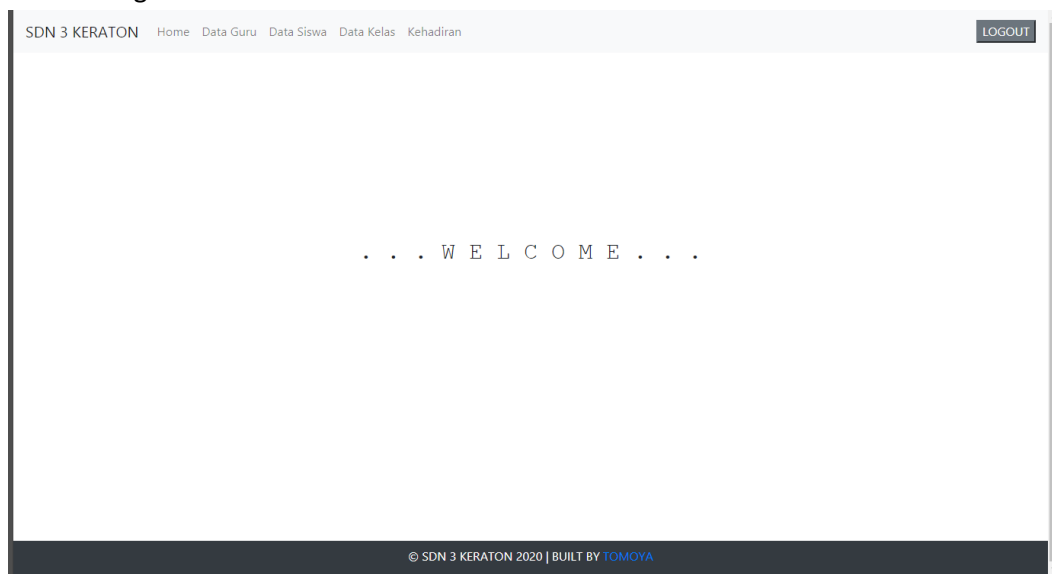 SDN 3 KERATON Home Data Guru Data Siswa Data Kelas Kehadiran LOGOUT
. . . W E L C O M E . . .
© SDN 3 KERATON 2020 | BUILT BY TOMOYA